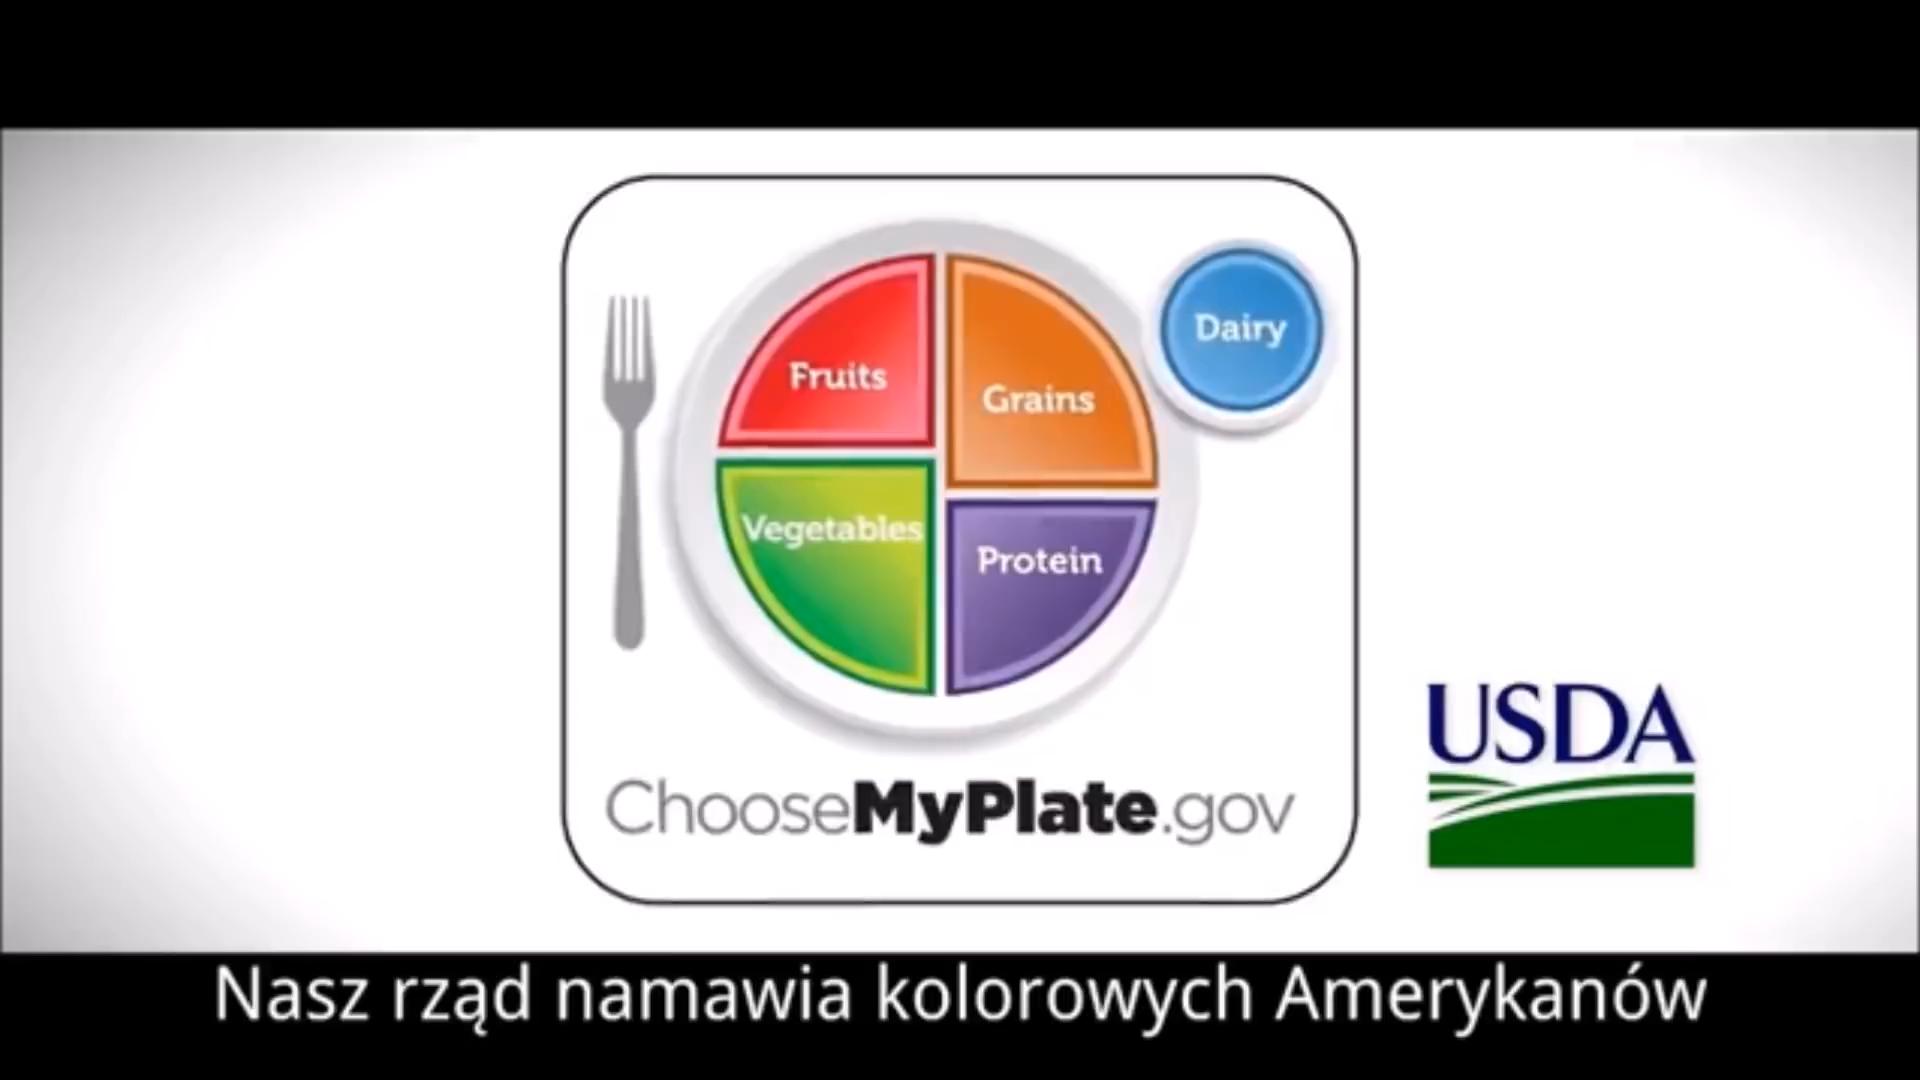 Fruits
Grains
Dairy
Vegetables
Protein
ChooseMyPlate.gov
USDA
Nasz rząd namawia kolorowych Amerykanów